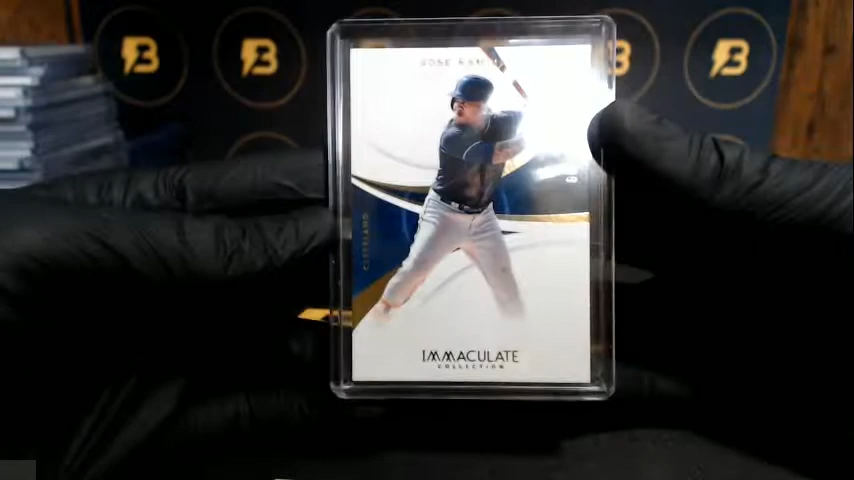 JOSE RAM
CLEVELAND
IMMACULATE
COLLECTION
B
B
B
B